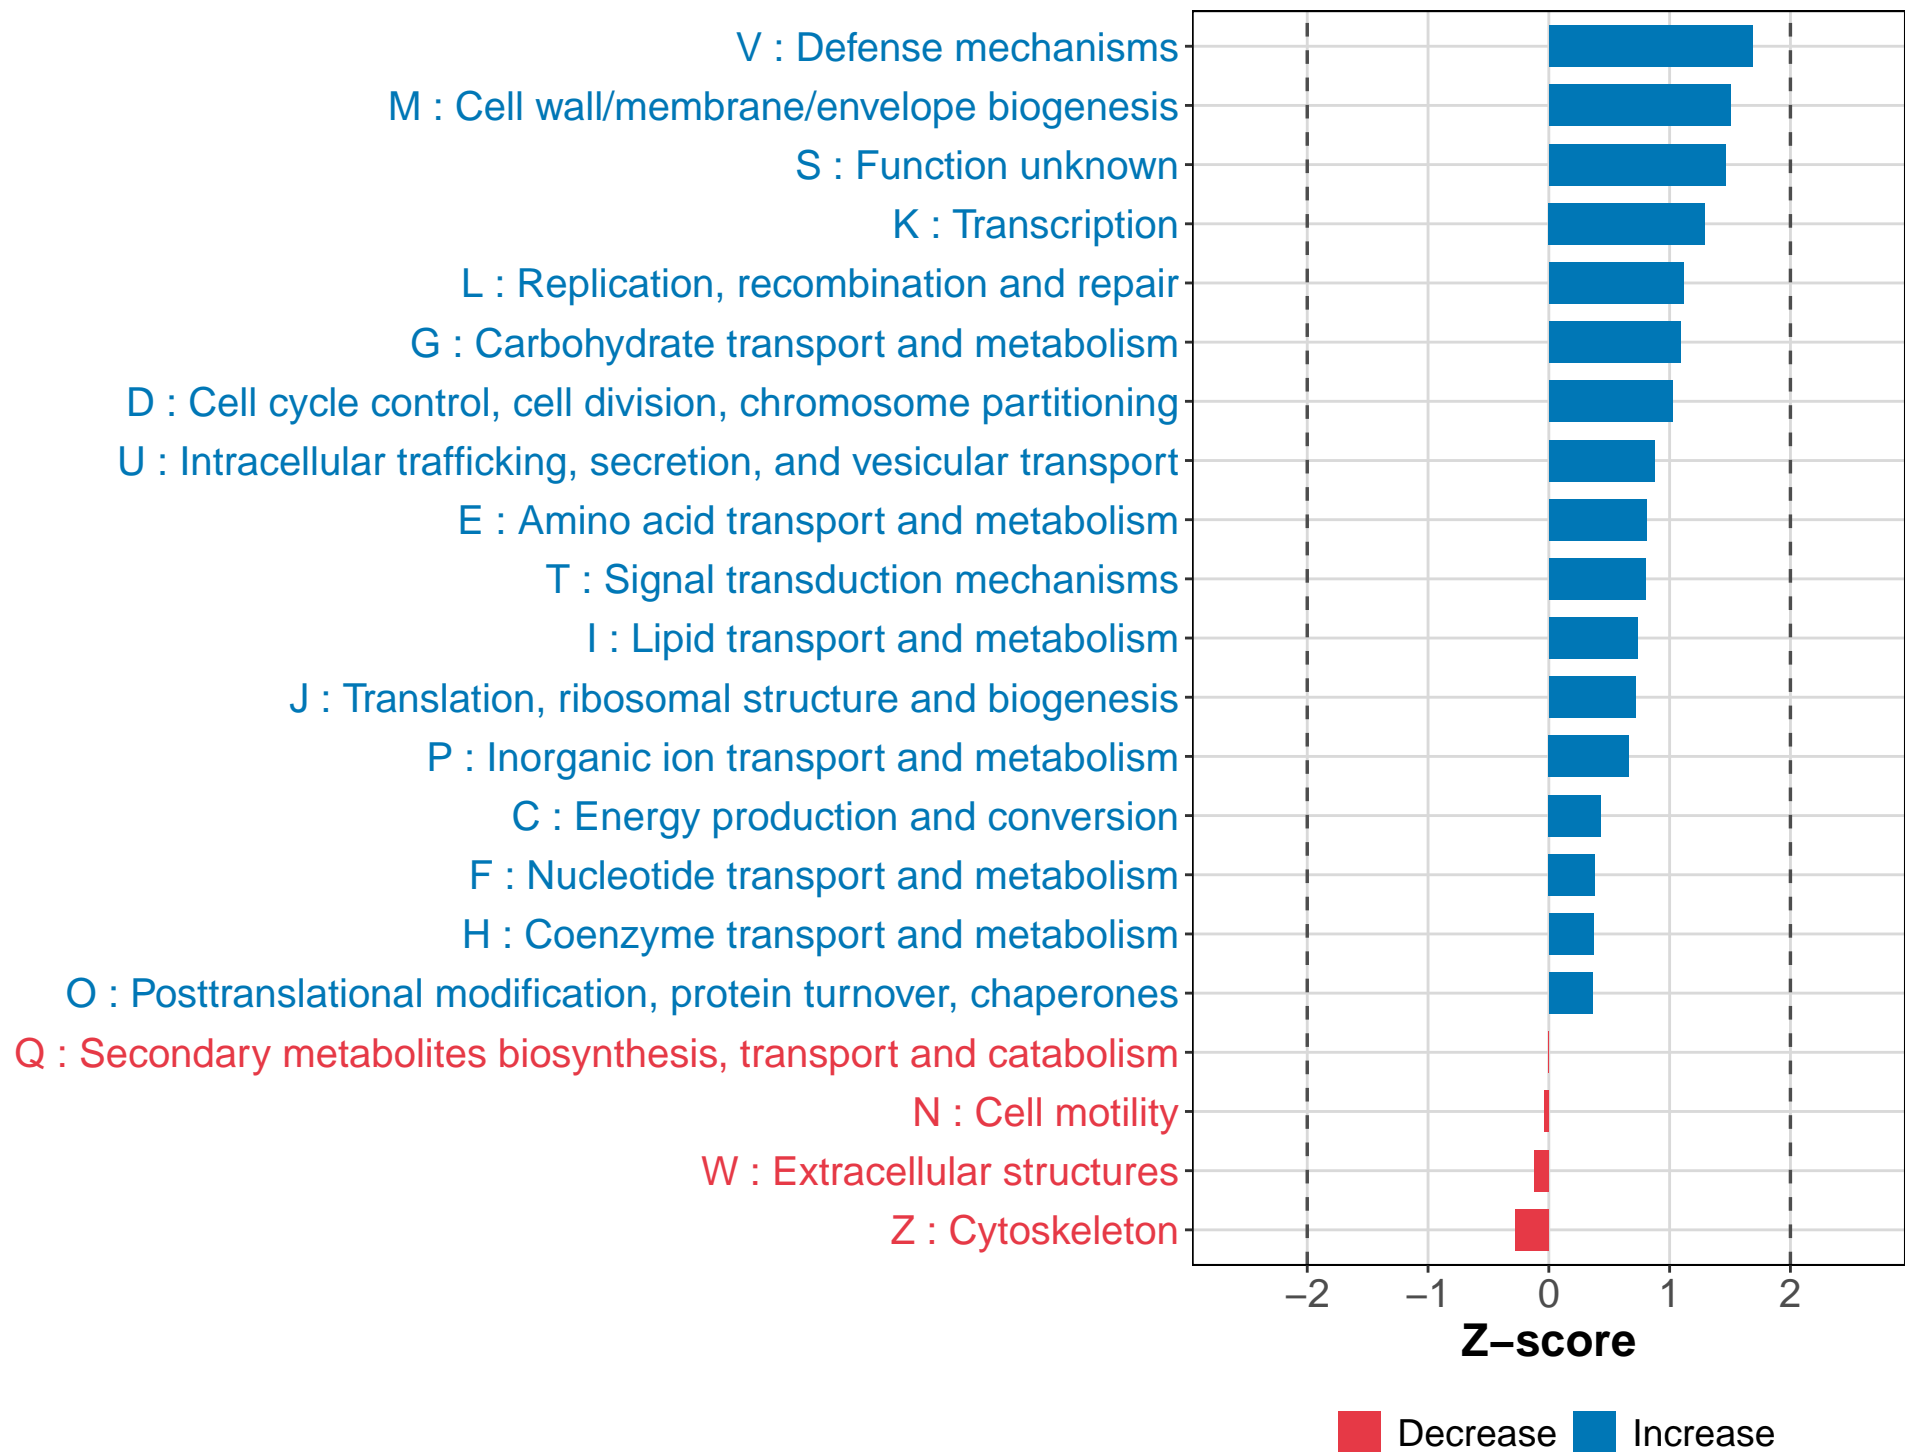 V : Defense mechanisms
M : Cell wall/membrane/envelope biogenesis
S : Function unknown
K : Transcription
L : Replication, recombination and repair
G : Carbohydrate transport and metabolism
D : Cell cycle control, cell division, chromosome partitioning
U : Intracellular trafficking, secretion, and vesicular transport
E : Amino acid transport and metabolism
T : Signal transduction mechanisms
I : Lipid transport and metabolism
J : Translation, ribosomal structure and biogenesis
P : Inorganic ion transport and metabolism
C : Energy production and conversion
F : Nucleotide transport and metabolism
H : Coenzyme transport and metabolism
O : Posttranslational modification, protein turnover, chaperones
Q : Secondary metabolites biosynthesis, transport and catabolism
N : Cell motility
W : Extracellular structures
Z : Cytoskeleton
−2 −1 0 1 2
Z−score
Decrease Increase